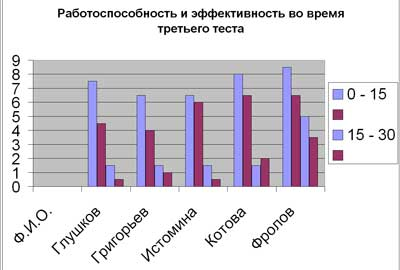 Работоспособность и эффективность во время
третьего теста
9
8
7
6
5
4
3
2
1
0
Ф.И.О.
Глушков
Григорьев
Истомина
Котова
Фролов
0 - 15
15 - 30